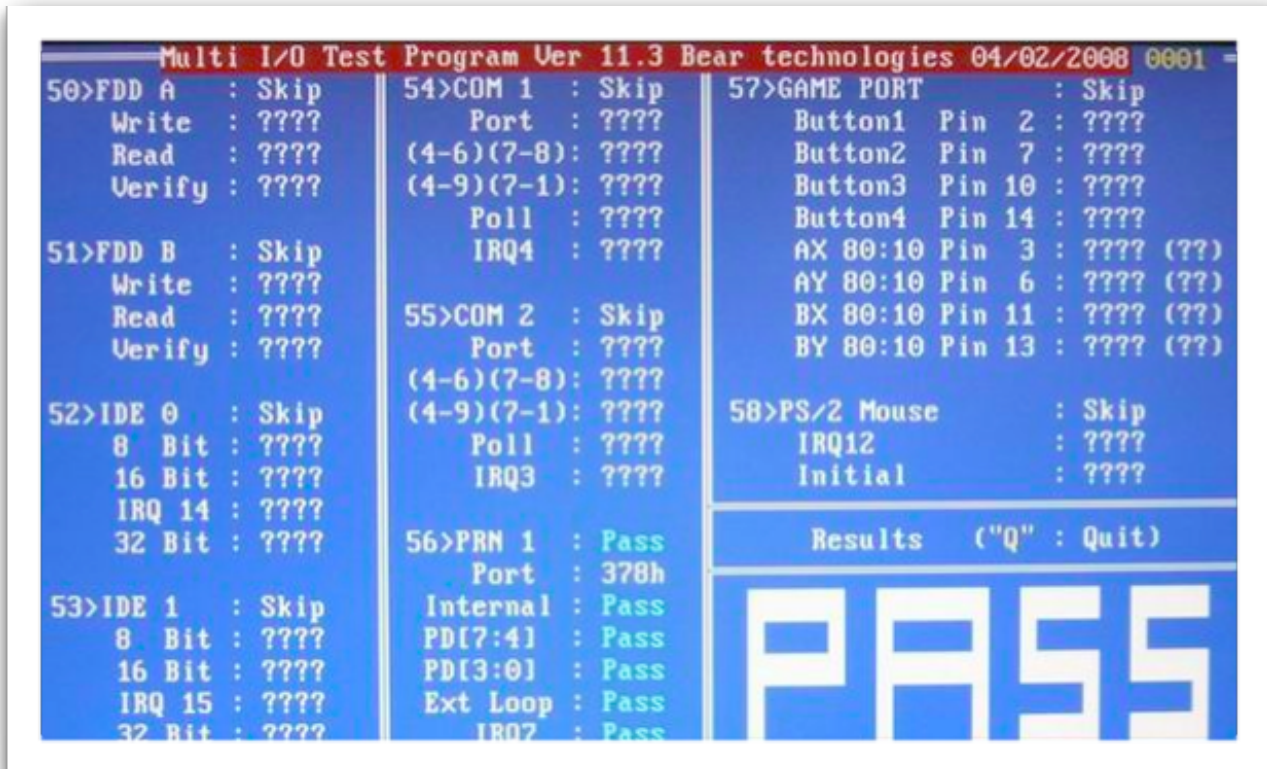 Multi I/O Test Program Ver 11.3 Bear technologies 04/02/2008 0001
50>FDD A : Skip
Write : ????
Read : ????
Verify : ????
51>FDD B : Skip
Write : ????
Read : ????
Verify : ????
52>IDE 0 : Skip
8 Bit : ????
16 Bit : ????
IRQ 14 : ????
32 Bit : ????
53>IDE 1 : Skip
8 Bit : ????
16 Bit : ????
IRQ 15 : ????
32 Bit : ????
54>COM 1 : Skip
Port : ????
(4-6)(7-8): ????
(4-9)(7-1): ????
Poll : ????
IRQ4 : ????
55>COM 2 : Skip
Port : ????
(4-6)(7-8): ????
(4-9)(7-1): ????
Poll : ????
IRQ3 : ????
56>PRN 1 : Pass
Port : 378h
Internal : Pass
PD[7:4] : Pass
PD[3:0] : Pass
Ext Loop : Pass
IRQ7 : Pass
57>GAME PORT : Skip
Button1 Pin 2 : ????
Button2 Pin 7 : ????
Button3 Pin 10 : ????
Button4 Pin 14 : ????
AX 80:10 Pin 3 : ???? (??)
AY 80:10 Pin 6 : ???? (??)
BX 80:10 Pin 11 : ???? (??)
BY 80:10 Pin 13 : ???? (??)
58>PS/2 Mouse : Skip
IRQ12 : ????
Initial : ????
Results ("Q" : Quit)
PASS